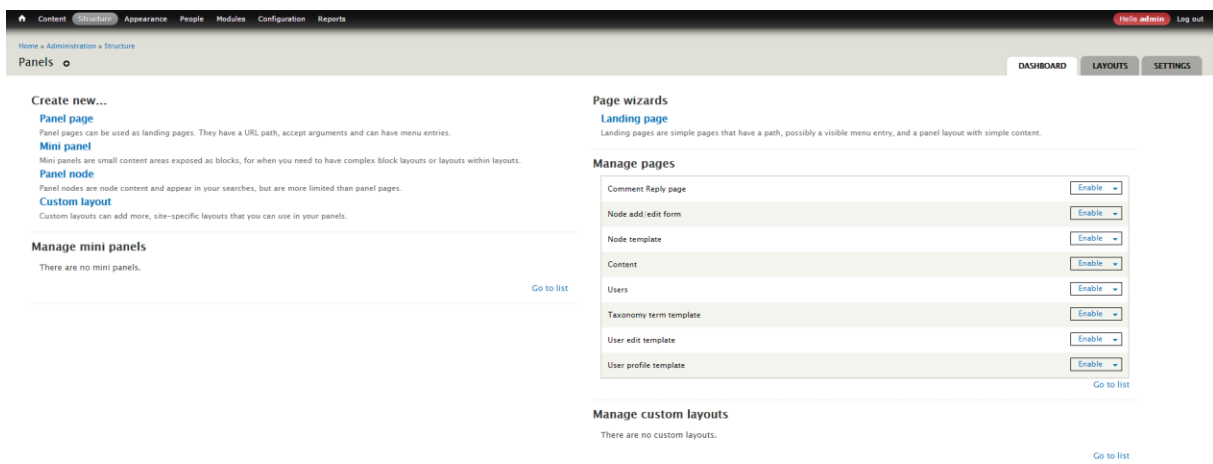 Content Structure Appearance People Modules Configuration Reports Hello admin Log out
Home » Administration » Structure
Panels
DASHBOARD LAYOUTS SETTINGS
Create new...
Panel page
Panel pages can be used as landing pages. They have a URL path, accept arguments and can have menu entries.
Mini panel
Mini panels are small content areas exposed as blocks, for when you need to have complex block layouts or layouts within layouts.
Panel node
Panel nodes are node content and appear in your searches, but are more limited than panel pages.
Custom layout
Custom layouts can add more, site-specific layouts that you can use in your panels.
Manage mini panels
There are no mini panels.
Go to list
Page wizards
Landing page
Landing pages are simple pages that have a path, possibly a visible menu entry, and a panel layout with simple content.
Manage pages
Comment Reply page Enable
Node add/edit form Enable
Node template Enable
Content Enable
Users Enable
Taxonomy term template Enable
User edit template Enable
User profile template Enable
Go to list
Manage custom layouts
There are no custom layouts.
Go to list